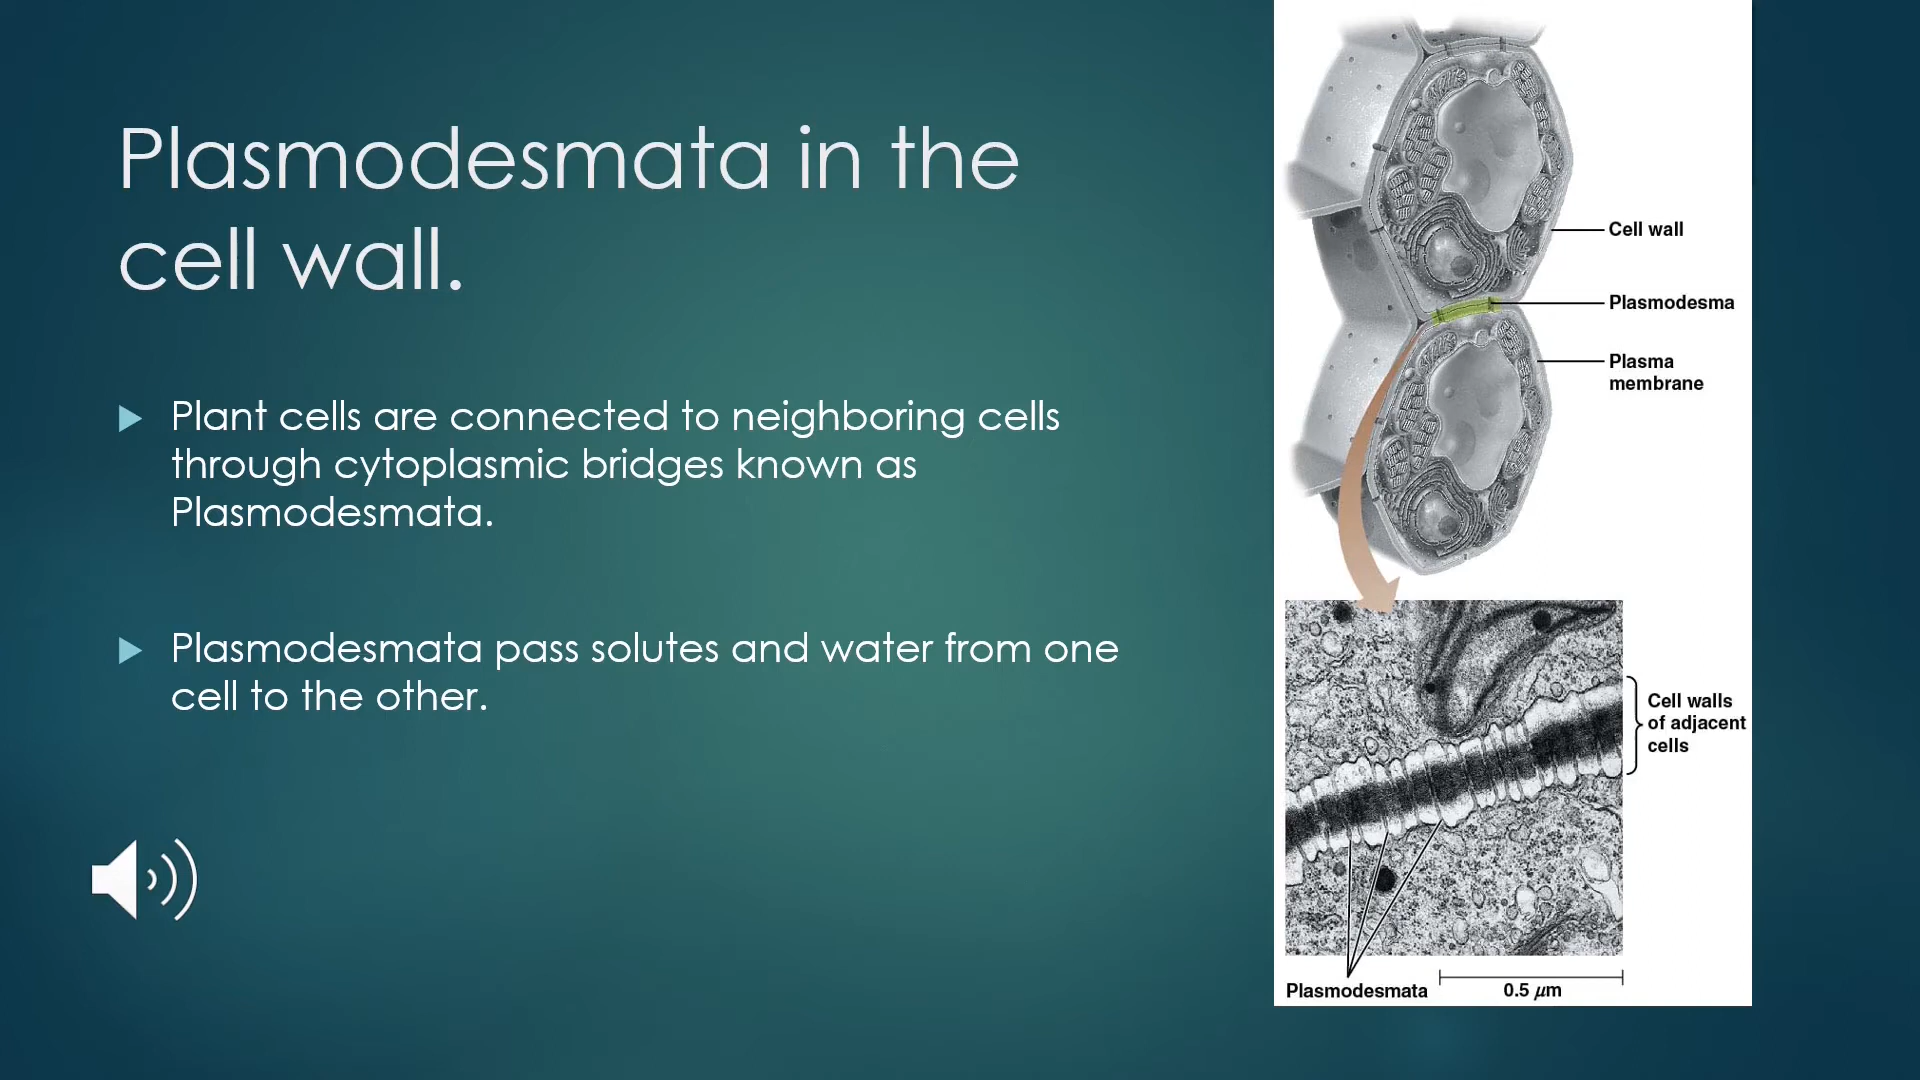 Plasmodesmata in the
cell wall.
Plant cells are connected to neighboring cells
through cytoplasmic bridges known as
Plasmodesmata.
Plasmodesmata pass solutes and water from one
cell to the other.
Cell wall
Plasmodesma
Plasma
membrane
Cell walls
of adjacent
cells
Plasmodesmata
0.5 μm